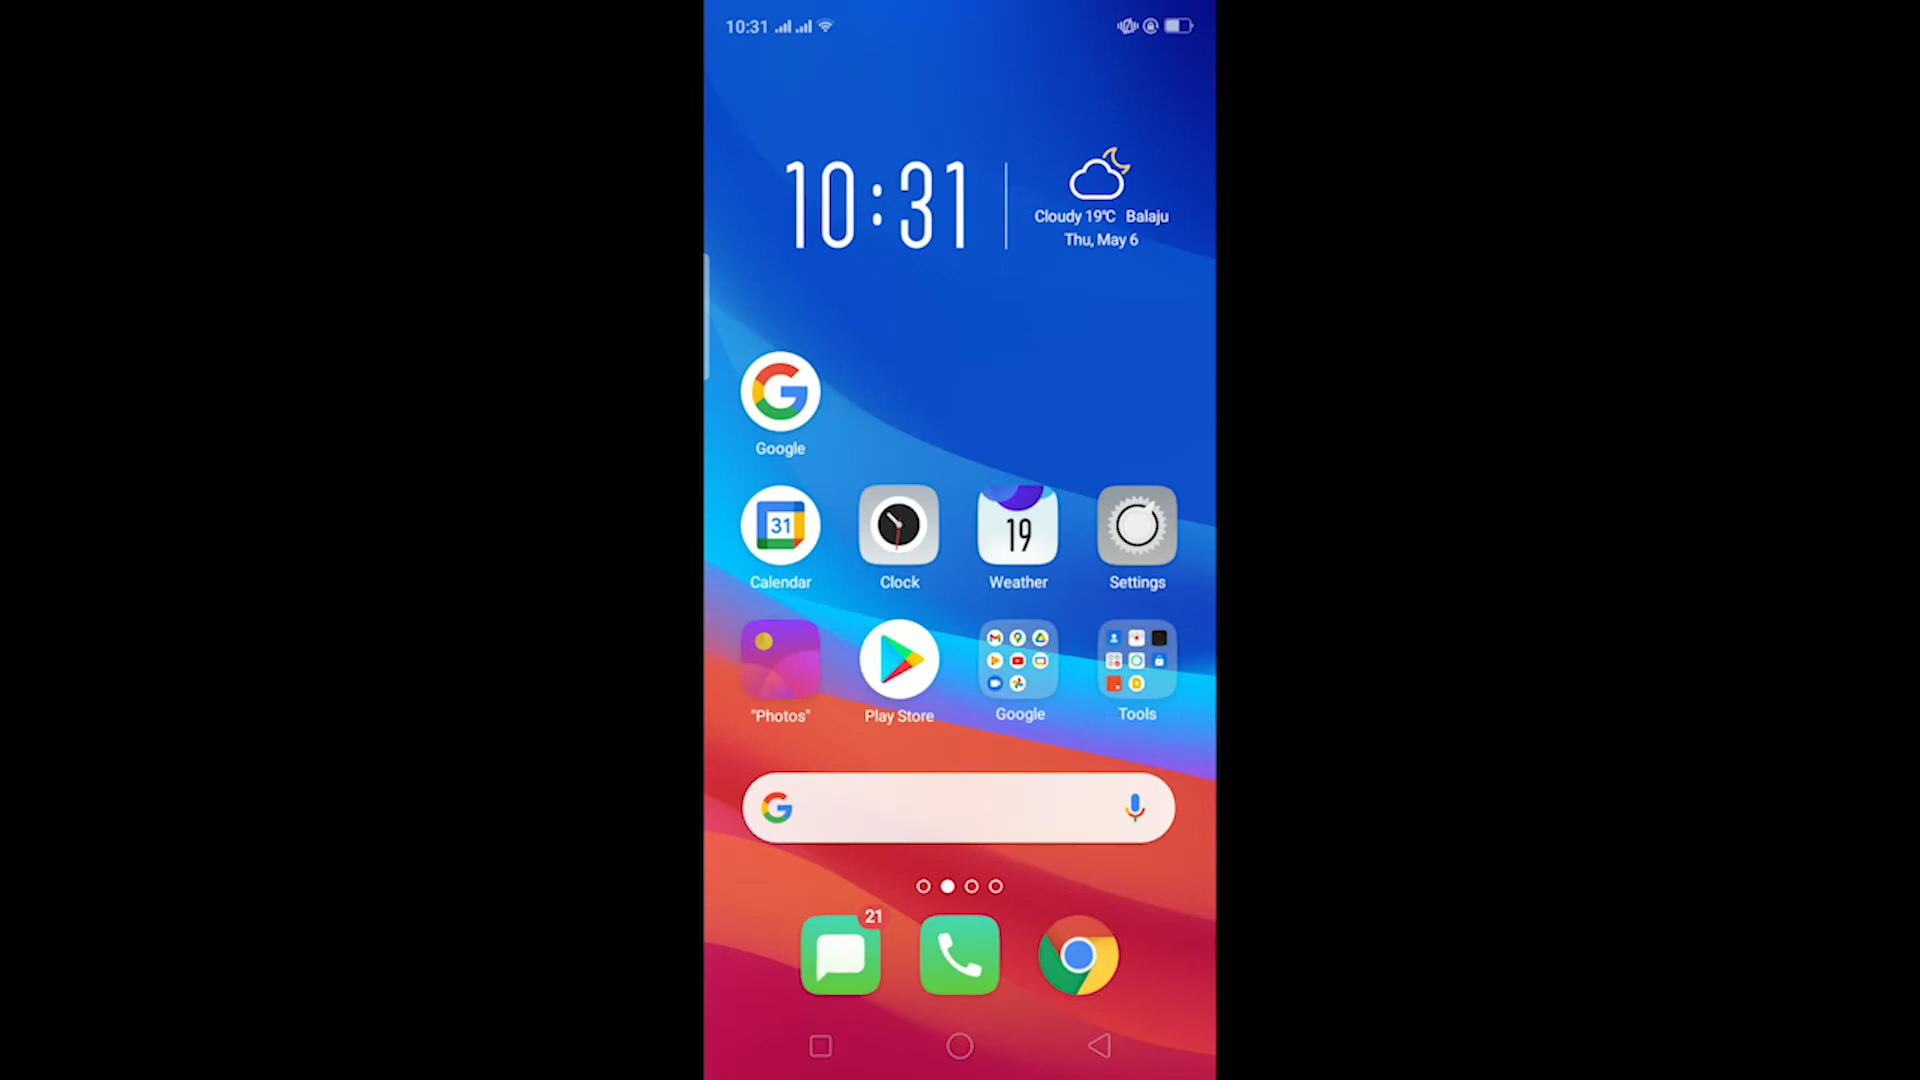 10:31
10:31
Cloudy 19℃ Balaju
Thu, May 6
Google
31
19
Calendar Clock Weather Settings
"Photos" Play Store Google Tools
21